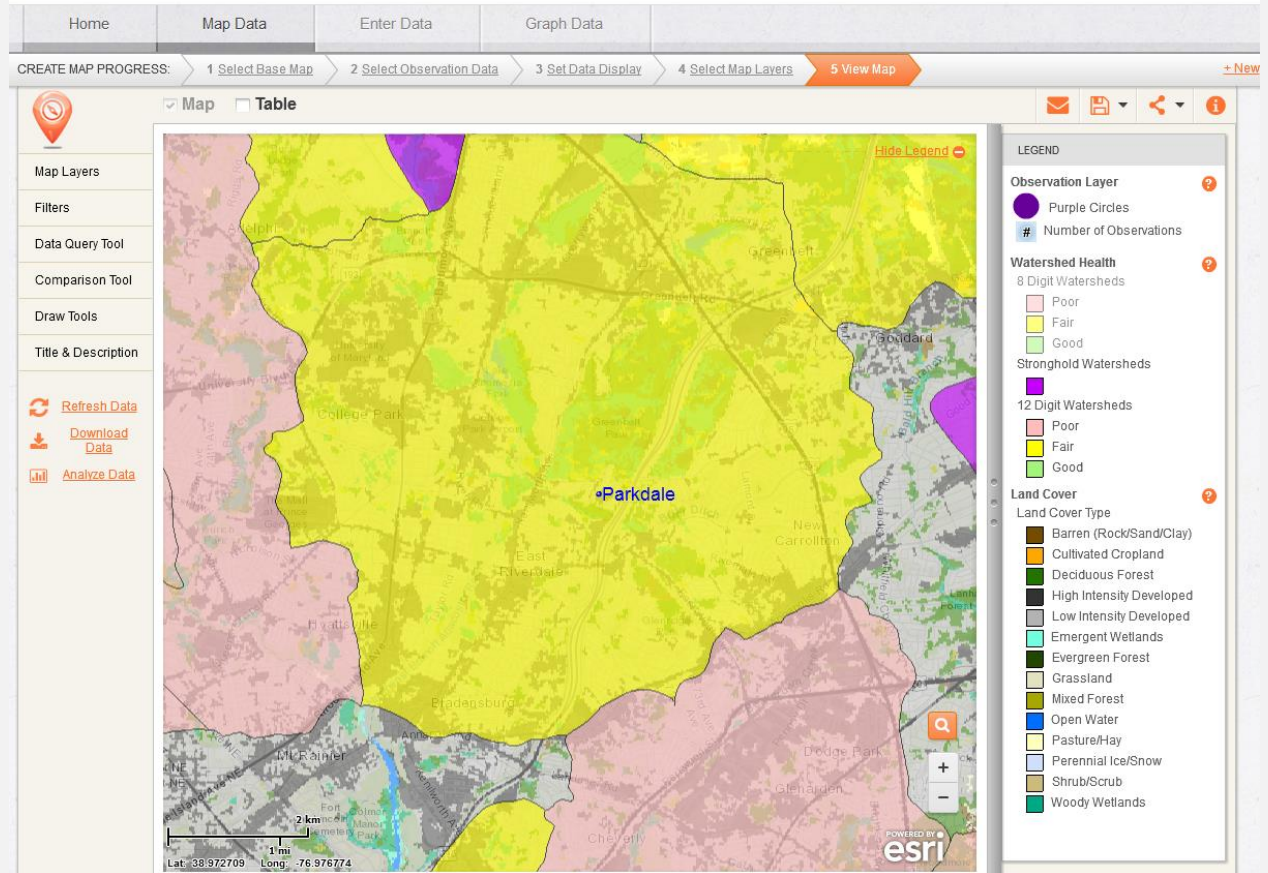 Home
Map Data
Enter Data
Graph Data
CREATE MAP PROGRESS:
1 Select Base Map
2 Select Observation Data
3 Set Data Display
4 Select Map Layers
5 View Map
+ New
Map
Table
Map Layers
Filters
Data Query Tool
Comparison Tool
Draw Tools
Title & Description
Refresh Data
Download
Data
Analyze Data
Hide Legend
Adelphi
Greenbelt
Goddard
University Blvd
College Park
Parkdale
New
Carrollton
East
Riverdale
Hyattsville
Bladensburg
Mt Rainier
Dodge Park
Glenarden
Cheverly
Fort
Colmar
Manor
Park
2 km
1 mi
Lat: 38.972709 Long: -76.976774
+
−
POWERED BY
esri
LEGEND
Observation Layer
?
Purple Circles
# Number of Observations
Watershed Health
?
8 Digit Watersheds
Poor
Fair
Good
Stronghold Watersheds
12 Digit Watersheds
Poor
Fair
Good
Land Cover
?
Land Cover Type
Barren (Rock/Sand/Clay)
Cultivated Cropland
Deciduous Forest
High Intensity Developed
Low Intensity Developed
Emergent Wetlands
Evergreen Forest
Grassland
Mixed Forest
Open Water
Pasture/Hay
Perennial Ice/Snow
Shrub/Scrub
Woody Wetlands